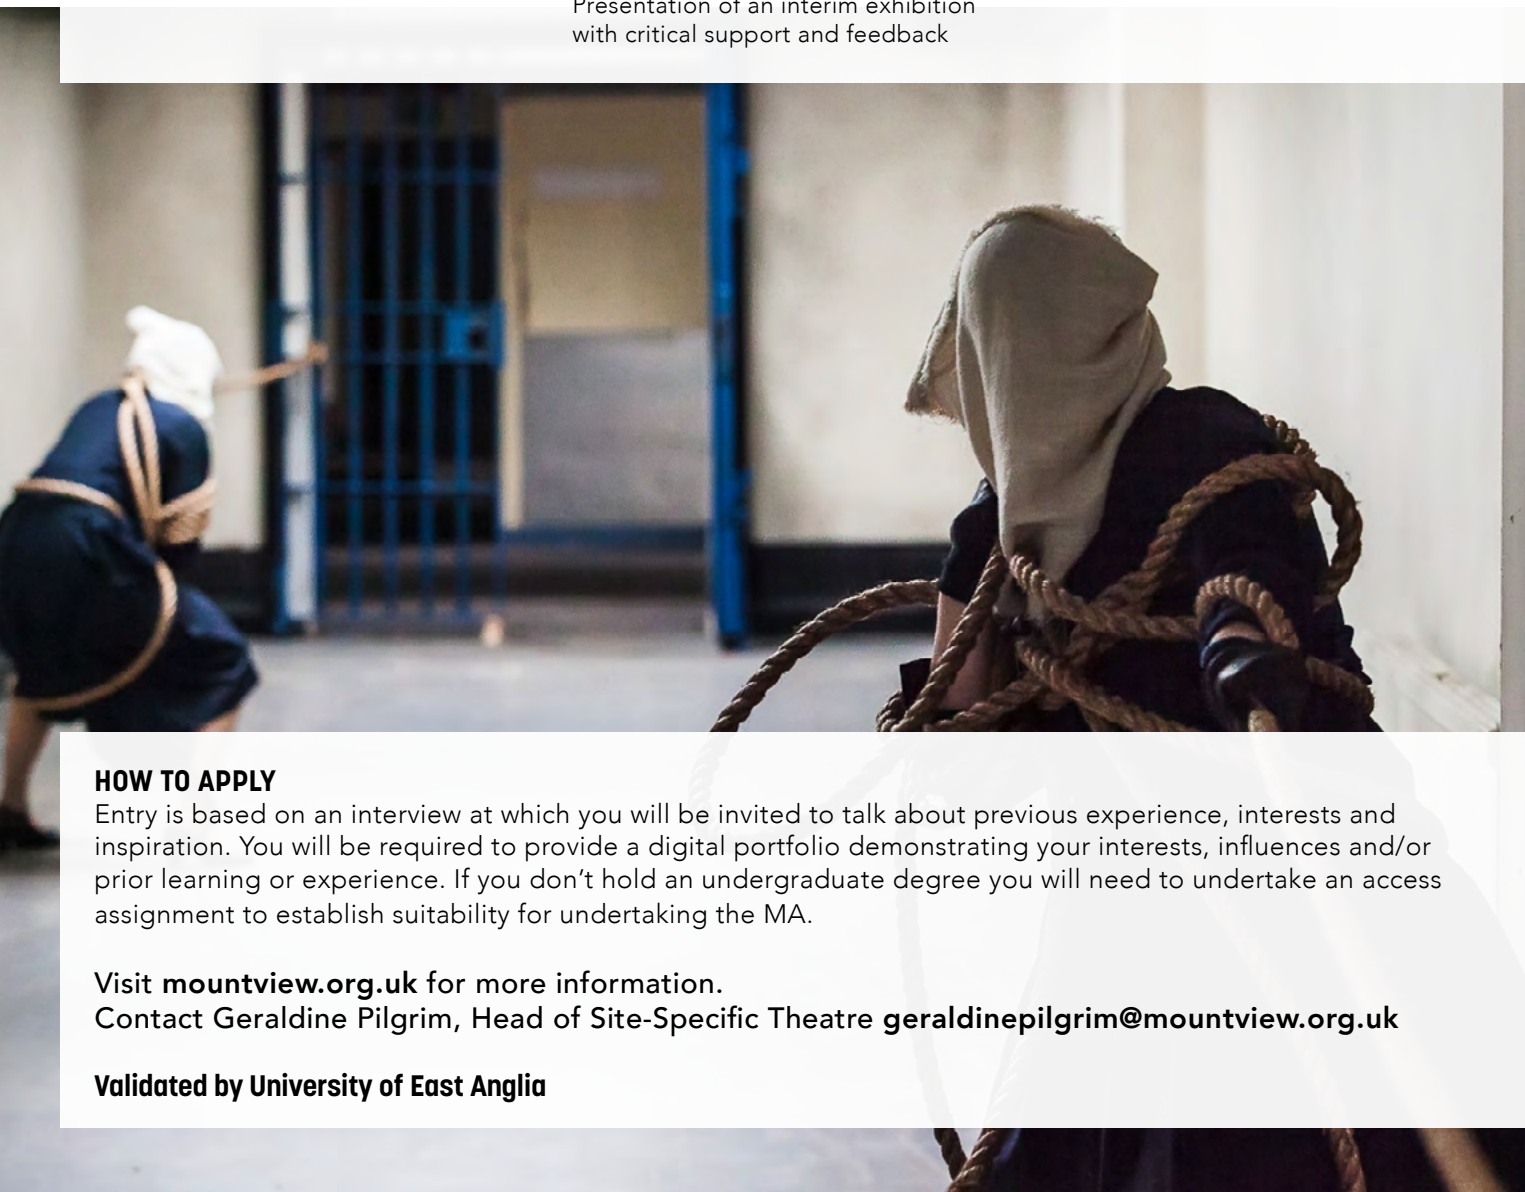 Presentation of an interim exhibition
with critical support and feedback
HOW TO APPLY
Entry is based on an interview at which you will be invited to talk about previous experience, interests and
inspiration. You will be required to provide a digital portfolio demonstrating your interests, influences and/or
prior learning or experience. If you don’t hold an undergraduate degree you will need to undertake an access
assignment to establish suitability for undertaking the MA.
Visit mountview.org.uk for more information.
Contact Geraldine Pilgrim, Head of Site-Specific Theatre geraldinepilgrim@mountview.org.uk
Validated by University of East Anglia